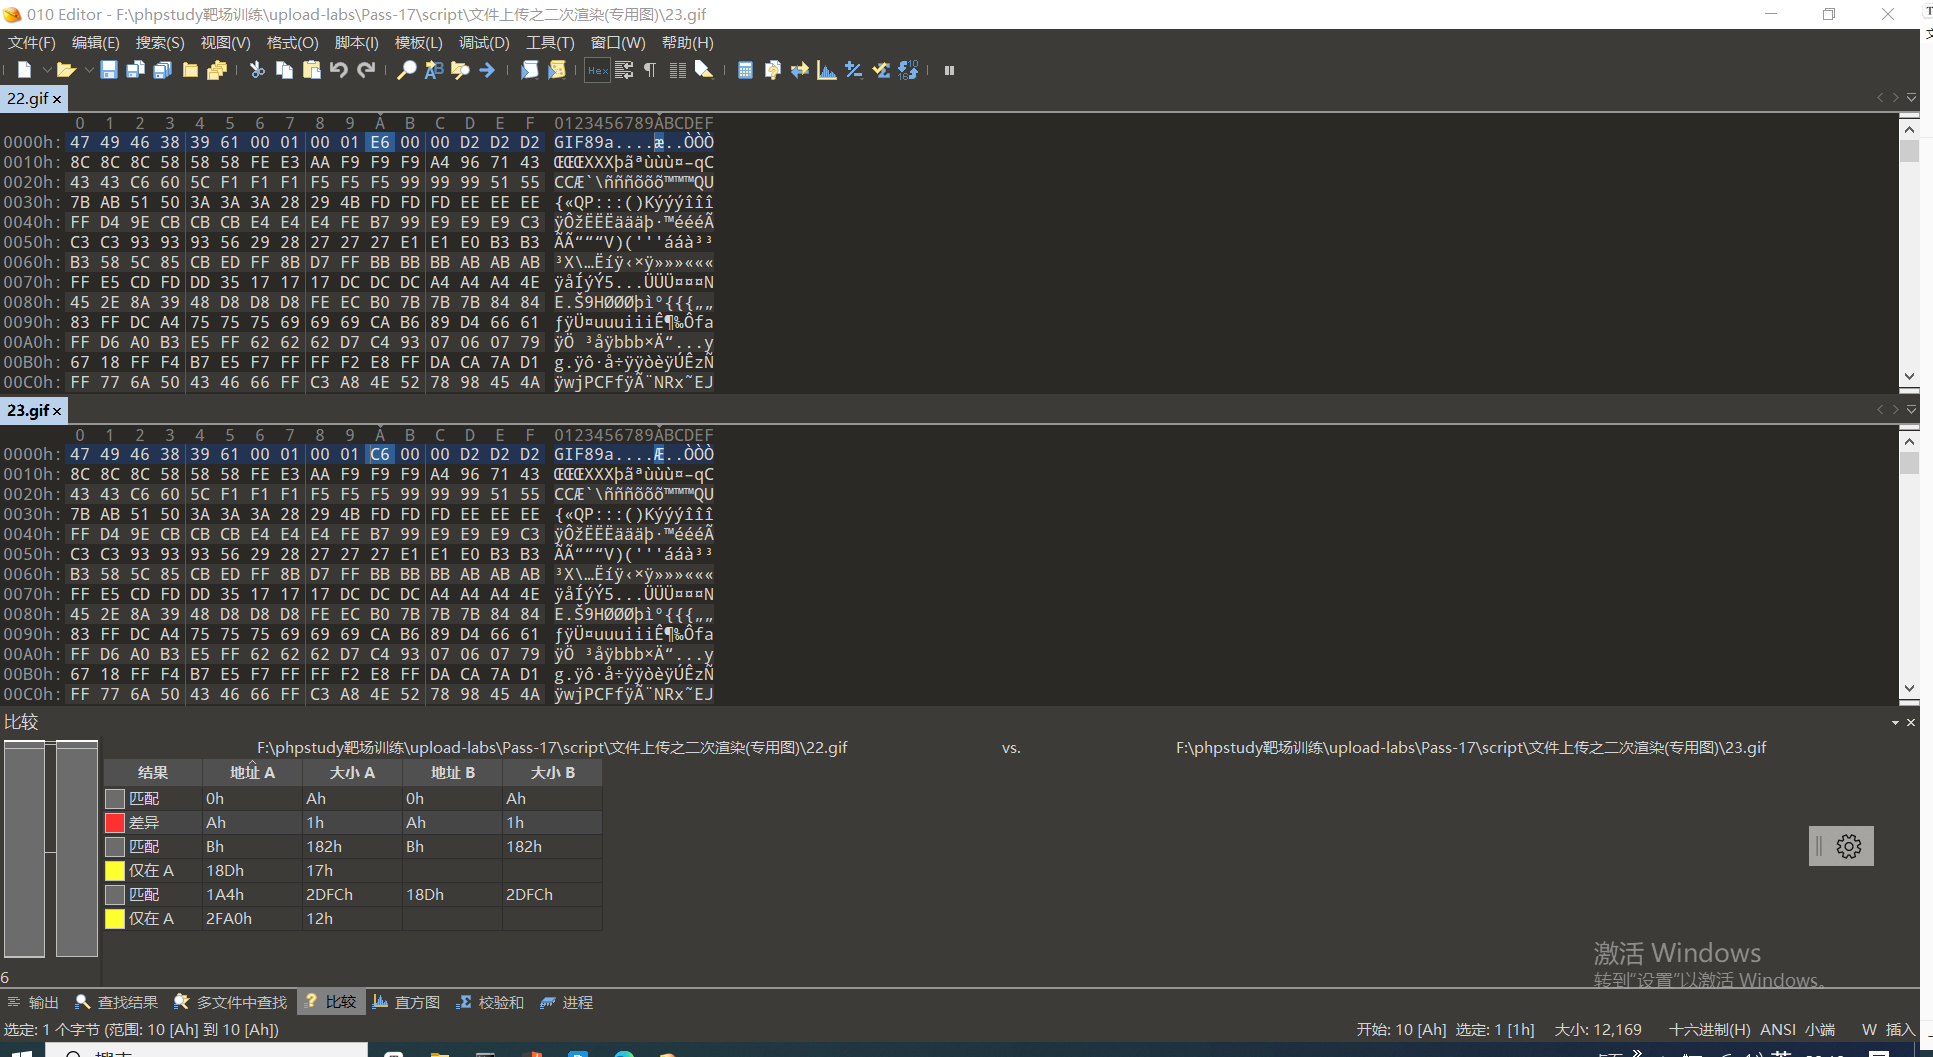 010 Editor - F:\phpstudy靶场训练\upload-labs\Pass-17\script\文件上传之二次渲染(专用图)\23.gif
文件(F) 编辑(E) 搜索(S) 视图(V) 格式(O) 脚本(I) 模板(L) 调试(D) 工具(T) 窗口(W) 帮助(H)
Hex
22.gif ×
0 1 2 3 4 5 6 7 8 9 A B C D E F 0123456789ABCDEF
0000h: 47 49 46 38 39 61 00 01 00 01 E6 00 00 D2 D2 D2 GIF89a....æ..ÒÒÒ
0010h: 8C 8C 8C 58 58 58 FE E3 AA F9 F9 F9 A4 96 71 43 ŒŒŒXXXþãªùùù¤–qC
0020h: 43 43 C6 60 5C F1 F1 F1 F5 F5 F5 99 99 99 51 55 CCÆ`\ñññõõõ™™™QU
0030h: 7B AB 51 50 3A 3A 3A 28 29 4B FD FD FD EE EE EE {«QP:::()Kýýýîîî
0040h: FF D4 9E CB CB CB E4 E4 E4 FE B7 99 E9 E9 E9 C3 ÿÔžËËËäääþ·™éééÃ
0050h: C3 C3 93 93 93 56 29 28 27 27 27 E1 E1 E0 B3 B3 ÃÃ“““V)('''ááà³³
0060h: B3 58 5C 85 CB ED FF 8B D7 FF BB BB BB AB AB AB ³X\…Ëíÿ‹×ÿ»»»«««
0070h: FF E5 CD FD DD 35 17 17 17 DC DC DC A4 A4 A4 4E ÿåÍýÝ5...ÜÜÜ¤¤¤N
0080h: 45 2E 8A 39 48 D8 D8 D8 FE EC B0 7B 7B 7B 84 84 E.Š9HØØØþì°{{{„„
0090h: 83 FF DC A4 75 75 75 69 69 69 CA B6 89 D4 66 61 ƒÿÜ¤uuuiiiÊ¶‰Ôfa
00A0h: FF D6 A0 B3 E5 FF 62 62 62 D7 C4 93 07 06 07 79 ÿÖ ³åÿbbb×Ä“...y
00B0h: 67 18 FF F4 B7 E5 F7 FF FF FF F2 E8 FF DA CA 7A D1 g.ÿô·å÷ÿÿòèÿÚÊzÑ
00C0h: FF 77 6A 50 43 46 66 FF C3 A8 4E 52 78 98 45 4A ÿwjPCFfÿÃ¨NRx˜EJ
23.gif ×
0 1 2 3 4 5 6 7 8 9 A B C D E F 0123456789ABCDEF
0000h: 47 49 46 38 39 61 00 01 00 01 C6 00 00 D2 D2 D2 GIF89a....Æ..ÒÒÒ
0010h: 8C 8C 8C 58 58 58 FE E3 AA F9 F9 F9 A4 96 71 43 ŒŒŒXXXþãªùùù¤–qC
0020h: 43 43 C6 60 5C F1 F1 F1 F5 F5 F5 99 99 99 51 55 CCÆ`\ñññõõõ™™™QU
0030h: 7B AB 51 50 3A 3A 3A 28 29 4B FD FD FD EE EE EE {«QP:::()Kýýýîîî
0040h: FF D4 9E CB CB CB E4 E4 E4 FE B7 99 E9 E9 E9 C3 ÿÔžËËËäääþ·™éééÃ
0050h: C3 C3 93 93 93 56 29 28 27 27 27 E1 E1 E0 B3 B3 ÃÃ“““V)('''ááà³³
0060h: B3 58 5C 85 CB ED FF 8B D7 FF BB BB BB AB AB AB ³X\…Ëíÿ‹×ÿ»»»«««
0070h: FF E5 CD FD DD 35 17 17 17 DC DC DC A4 A4 A4 4E ÿåÍýÝ5...ÜÜÜ¤¤¤N
0080h: 45 2E 8A 39 48 D8 D8 D8 FE EC B0 7B 7B 7B 84 84 E.Š9HØØØþì°{{{„„
0090h: 83 FF DC A4 75 75 75 69 69 69 CA B6 89 D4 66 61 ƒÿÜ¤uuuiiiÊ¶‰Ôfa
00A0h: FF D6 A0 B3 E5 FF 62 62 62 D7 C4 93 07 06 07 79 ÿÖ ³åÿbbb×Ä“...y
00B0h: 67 18 FF F4 B7 E5 F7 FF FF F2 E8 FF DA CA 7A D1 g.ÿô·å÷ÿÿòèÿÚÊzÑ
00C0h: FF 77 6A 50 43 46 66 FF C3 A8 4E 52 78 98 45 4A ÿwjPCFfÿÃ¨NRx˜EJ
比较
F:\phpstudy靶场训练\upload-labs\Pass-17\script\文件上传之二次渲染(专用图)\22.gif vs. F:\phpstudy靶场训练\upload-labs\Pass-17\script\文件上传之二次渲染(专用图)\23.gif
结果 地址 A 大小 A 地址 B 大小 B
匹配 0h Ah 0h Ah
差异 Ah 1h Ah 1h
匹配 Bh 182h Bh 182h
仅在 A 18Dh 17h
匹配 1A4h 2DFCh 18Dh 2DFCh
仅在 A 2FA0h 12h
6
激活 Windows
转到“设置”以激活 Windows。
输出 查找结果 多文件中查找 比较 直方图 校验和 进程
选定: 1 个字节 (范围: 10 [Ah] 到 10 [Ah]) 开始: 10 [Ah] 选定: 1 [1h] 大小: 12,169 十六进制(H) ANSI 小端 W 插入